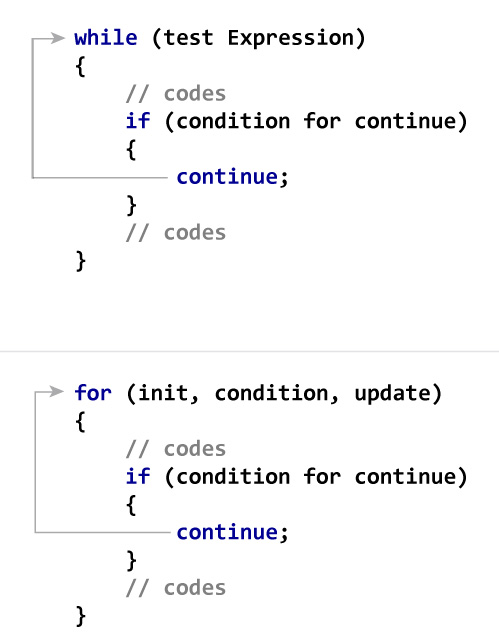 while (test Expression)
{
// codes
if (condition for continue)
{
continue;
}
// codes
}
for (init, condition, update)
{
// codes
if (condition for continue)
{
continue;
}
// codes
}